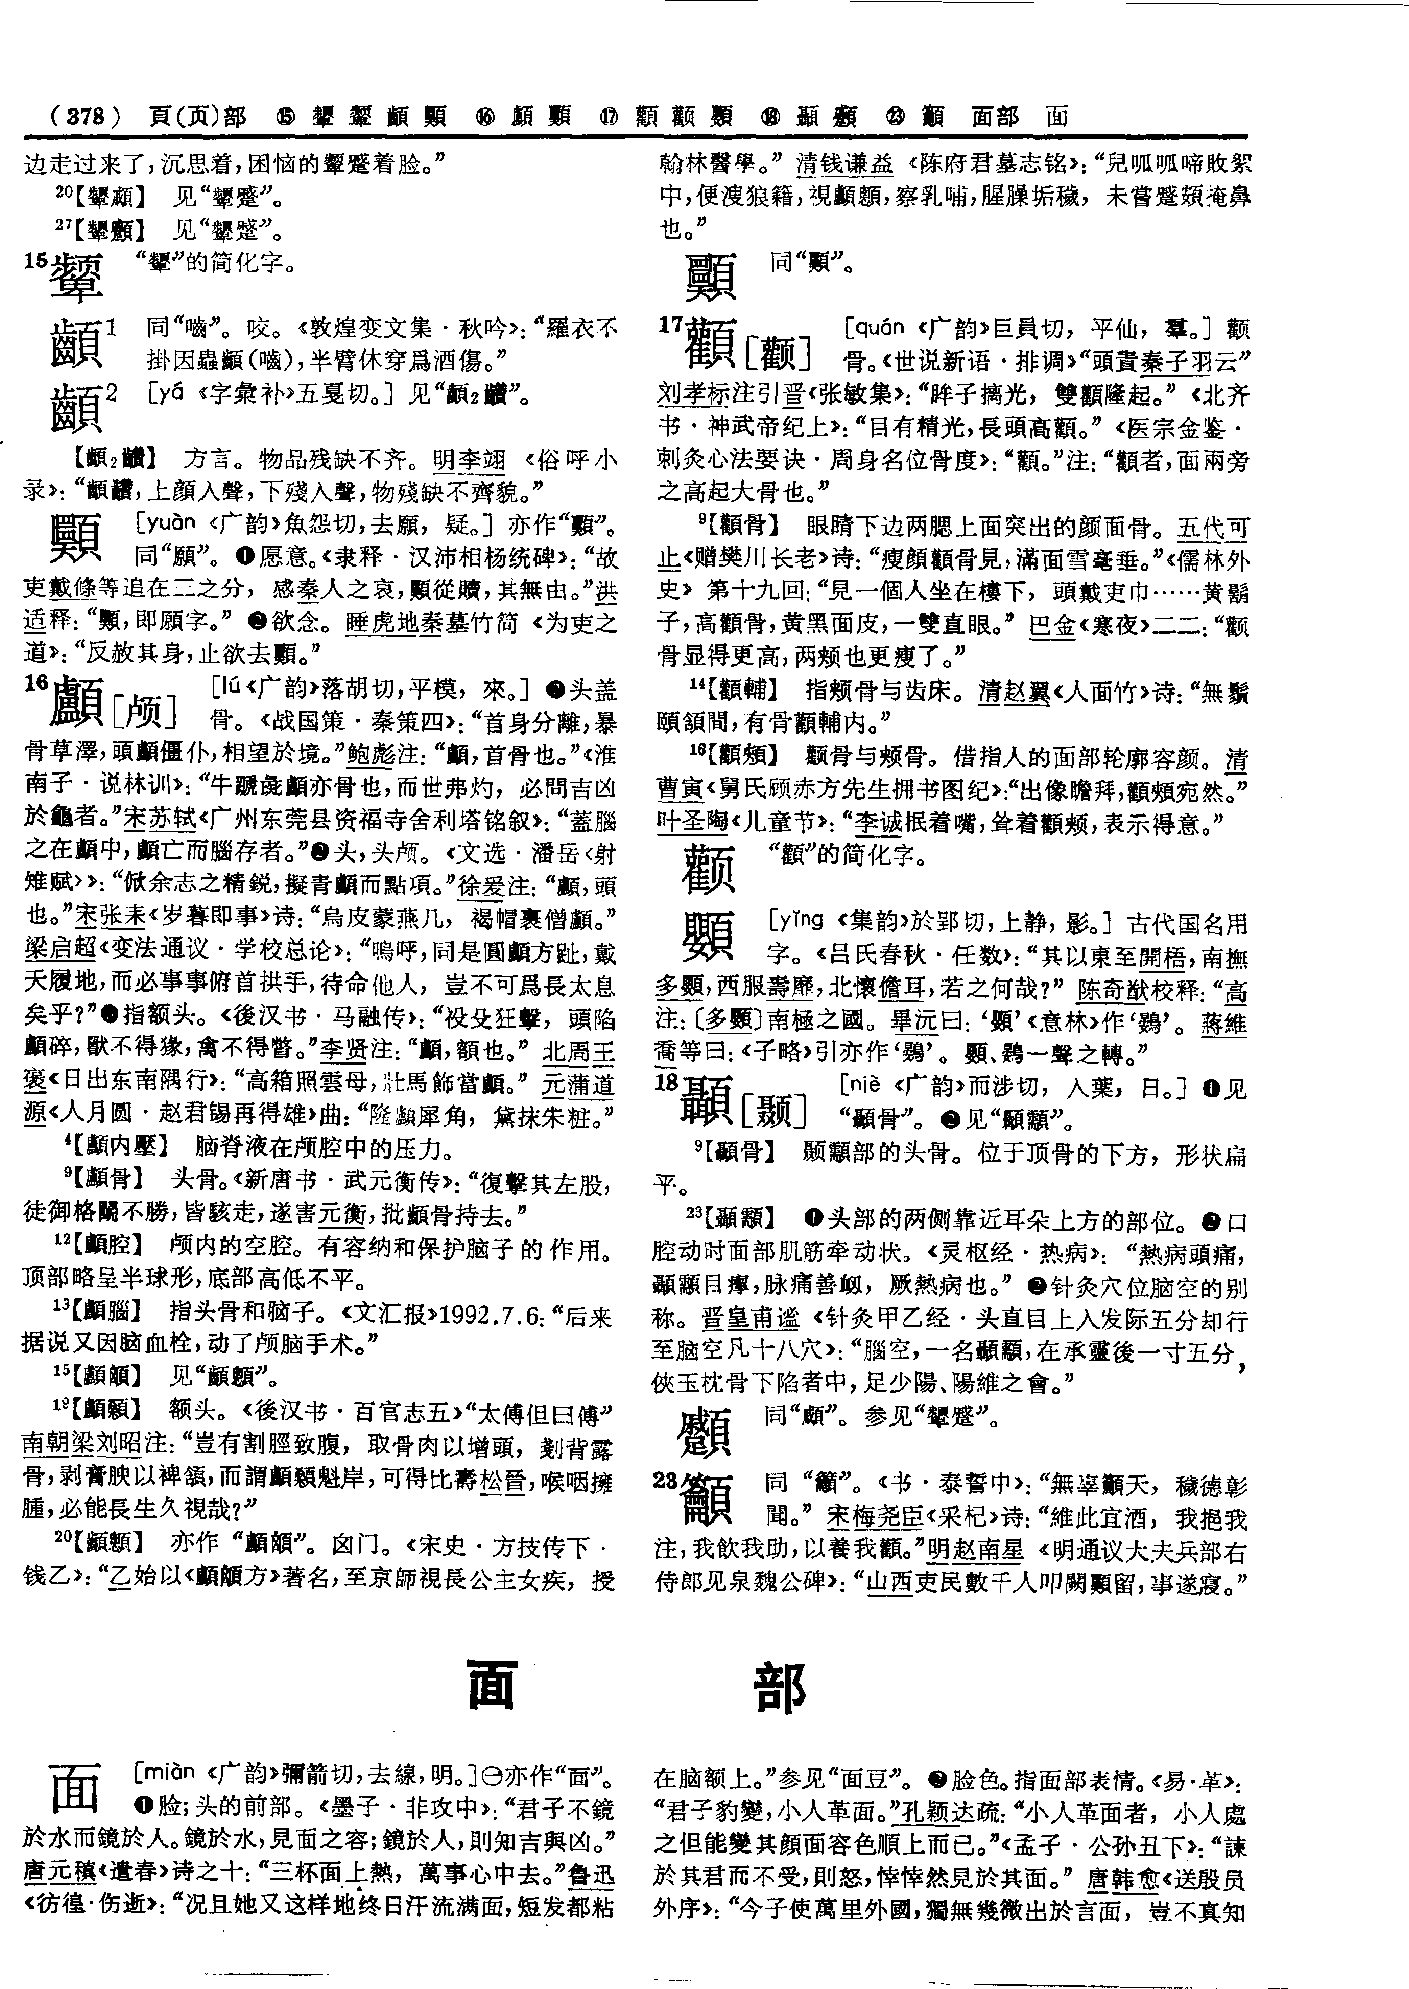 (378) 頁(页)部 ⑮ 顰 顰 𩕳 顠 ⑯ 顱 顠 ⑰ 顴 颧 ⑱ 顳 ㉓ 籲 面部 面
边走过来了,沉思着,困恼的顰蹙着脸。”
²⁰【顰顣】 见“顰蹙”。
²⁷【顰顣】 见“顰蹙”。
15 颦 “顰”的简化字。
1 同“嚙”。咬。《敦煌变文集·秋吟》:“羅衣不
掛因蟲(嚙),半臂休穿爲酒傷。”
2 [yá 《字彙补》五戛切。] 见
方言。物品残缺不齐。明李翊《俗呼小
录》:上顔入聲,下殘入聲,物殘缺不齊貌。”
[yuàn 《广韵》魚怨切,去願,疑。] 亦作
同“願”。❶愿意。《隶释·汉沛相杨统碑》:“故
吏戴條等追在三之分,感秦人之哀,願從贖,其無由。”洪
适释:即願字。”❷欲念。睡虎地秦墓竹简《为吏之
道》:“反赦其身,止欲去願。”
16 顱[颅] [lú《广韵》落胡切,平模,來。] ❶头盖
骨。《战国策·秦策四》:“首身分離,暴
骨草澤,頭顱僵仆,相望於境。”鲍彪注:“顱,首骨也。”《淮
南子·说林训》:“牛蹏彘顱亦骨也,而世弗灼,必問吉凶
於龜者。”宋苏轼《广州东莞县资福寺舍利塔铭叙》:“蓋腦
之在顱中,顱亡而腦存者。”❷头,头颅。《文选·潘岳〈射
雉赋〉》:“㑂余志之精鋭,擬青顱而點項。”徐爰注:“顱,頭
也。”宋张耒《岁暮即事》诗:“烏皮蒙燕几,褐帽裹僧顱。”
梁启超《变法通议·学校总论》:“嗚呼,同是圓顱方趾,戴
天履地,而必事事俯首拱手,待命他人,豈不可爲長太息
矣乎?”❸指额头。《後汉书·马融传》:“祋殳狂擊,頭陷
顱碎,獸不得猭,禽不得瞥。”李贤注:“顱,額也。”北周王
褒《日出东南隅行》:“高箱照雲母,壯馬飾當顱。”元蒲道
源《人月圆·赵君锡再得雄》曲:“隆顱犀角,黛抹朱粧。”
⁴【顱内壓】 脑脊液在颅腔中的压力。
⁹【顱骨】 头骨。《新唐书·武元衡传》:“復擊其左股,
徒御格鬭不勝,皆駭走,遂害元衡,批顱骨持去。”
¹²【顱腔】 颅内的空腔。有容纳和保护脑子的作用。
顶部略呈半球形,底部高低不平。
¹³【顱腦】 指头骨和脑子。《文汇报》1992.7.6:“后来
据说又因脑血栓,动了颅脑手术。”
¹⁵【顱䪿】 见“顱顖”。
¹⁹【顱顙】 额头。《後汉书·百官志五》“太傅但曰傅”
南朝梁刘昭注:“豈有割脛致腹,取骨肉以增頭,剗背露
骨,剥膏腴以裨頷,而謂顱顙魁岸,可得比壽松晉,喉咽擁
腫,必能長生久視哉?”
²⁰【顱顖】 亦作“顱䪿”。囟门。《宋史·方技传下·
钱乙》:“乙始以《顱䪿方》著名,至京師視長公主女疾,授
翰林醫學。”清钱谦益《陈府君墓志铭》:“兒呱呱啼敗絮
中,便溲狼籍,視顱顖,察乳哺,腥臊垢穢,未嘗蹙頞掩鼻
也。”
同
17 顴[颧] [quán 《广韵》巨員切,平仙,羣。] 颧
骨。《世说新语·排调》“頭責秦子羽云”
刘孝标注引晋《张敏集》:“眸子摛光,雙顴隆起。”《北齐
书·神武帝纪上》:“目有精光,長頭高顴。”《医宗金鉴·
刺灸心法要诀·周身名位骨度》:“顴。”注:“顴者,面兩旁
之高起大骨也。”
⁹【顴骨】 眼睛下边两腮上面突出的颜面骨。五代可
止《赠樊川长老》诗:“瘦顔顴骨見,滿面雪毫垂。”《儒林外
史》第十九回:“見一個人坐在樓下,頭戴吏巾……黄鬍
子,高顴骨,黄黑面皮,一雙直眼。”巴金《寒夜》二二:“颧
骨显得更高,两颊也更瘦了。”
¹⁴【顴輔】 指颊骨与齿床。清赵翼《人面竹》诗:“無鬚
頤頷間,有骨顴輔内。”
¹⁶【顴頰】 颧骨与颊骨。借指人的面部轮廓容颜。清
曹寅《舅氏顾赤方先生拥书图纪》:“出像瞻拜,顴頰宛然。”
叶圣陶《儿童节》:“李诚抿着嘴,耸着顴颊,表示得意。”
颧 “顴”的简化字。
[yǐng 《集韵》於郢切,上静,影。] 古代国名用
字。《吕氏春秋·任数》:“其以東至開梧,南撫
多䫴,西服壽靡,北懷儋耳,若之何哉?”陈奇猷校释:“高
注:〔多䫴〕南極之國。畢沅曰:‘䫴’《意林》作‘鷃’。蔣維
喬等曰:《子略》引亦作‘鷃’。䫴、鷃一聲之轉。”
18 顳[颞] [niè 《广韵》而涉切,入葉,日。] ❶见
“顳骨”。❷见“顳顬”。
⁹【顳骨】 颞顬部的头骨。位于顶骨的下方,形状扁
平。
²³【顳顬】 ❶头部的两侧靠近耳朵上方的部位。❷口
腔动时面部肌筋牵动状。《灵枢经·热病》:“熱病頭痛,
顳顬目瘈,脉痛善衄,厥熱病也。”❸针灸穴位脑空的别
称。晋皇甫谧《针灸甲乙经·头直目上入发际五分却行
至脑空凡十八穴》:“腦空,一名顳顬,在承靈後一寸五分,
俠玉枕骨下陷者中,足少陽、陽維之會。”
同“顣”。参见“顰蹙”。
23 籲 同“籲”。《书·泰誓中》:“無辜籲天,穢德彰
聞。”宋梅尧臣《采杞》诗:“維此宜酒,我挹我
注,我飲我助,以養我顴。”明赵南星《明通议大夫兵部右
侍郎见泉魏公碑》:“山西吏民數千人叩闕籲留,事遂寢。”
面 部
面 [miàn 《广韵》彌箭切,去線,明。]㊀亦作“靣”。
❶脸;头的前部。《墨子·非攻中》:“君子不鏡
於水而鏡於人。鏡於水,見面之容;鏡於人,則知吉與凶。”
唐元稹《遣春》诗之十:“三杯面上熱,萬事心中去。”鲁迅
《彷徨·伤逝》:“况且她又这样地终日汗流满面,短发都粘
在脑额上。”参见“面豆”。❷脸色。指面部表情。《易·革》:
“君子豹變,小人革面。”孔颖达疏:“小人革面者,小人處
之但能變其顔面容色順上而已。”《孟子·公孙丑下》:“諫
於其君而不受,則怒,悻悻然見於其面。”唐韩愈《送殷员
外序》:“今子使萬里外國,獨無幾微出於言面,豈不真知